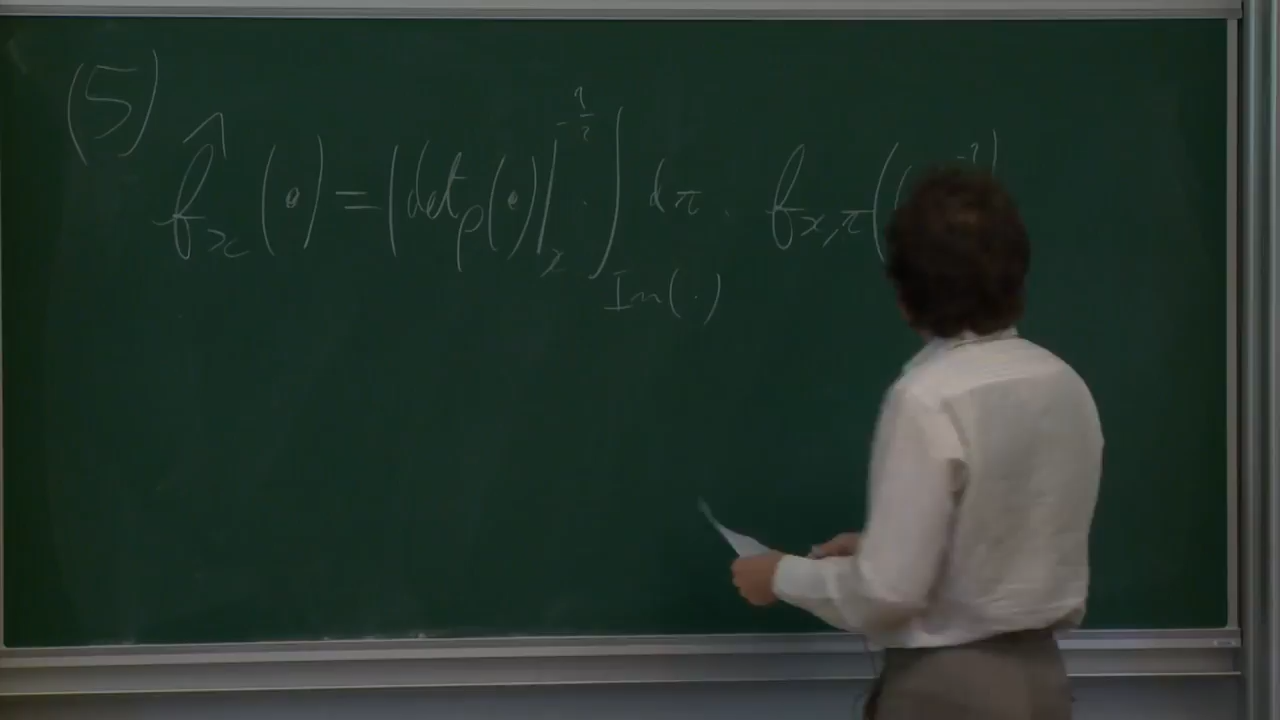 (5)
f̂_x(•) = |det_ρ(•)|_x^{-1/2} · ∫_{Im(·)} dπ · f_{x,π}((